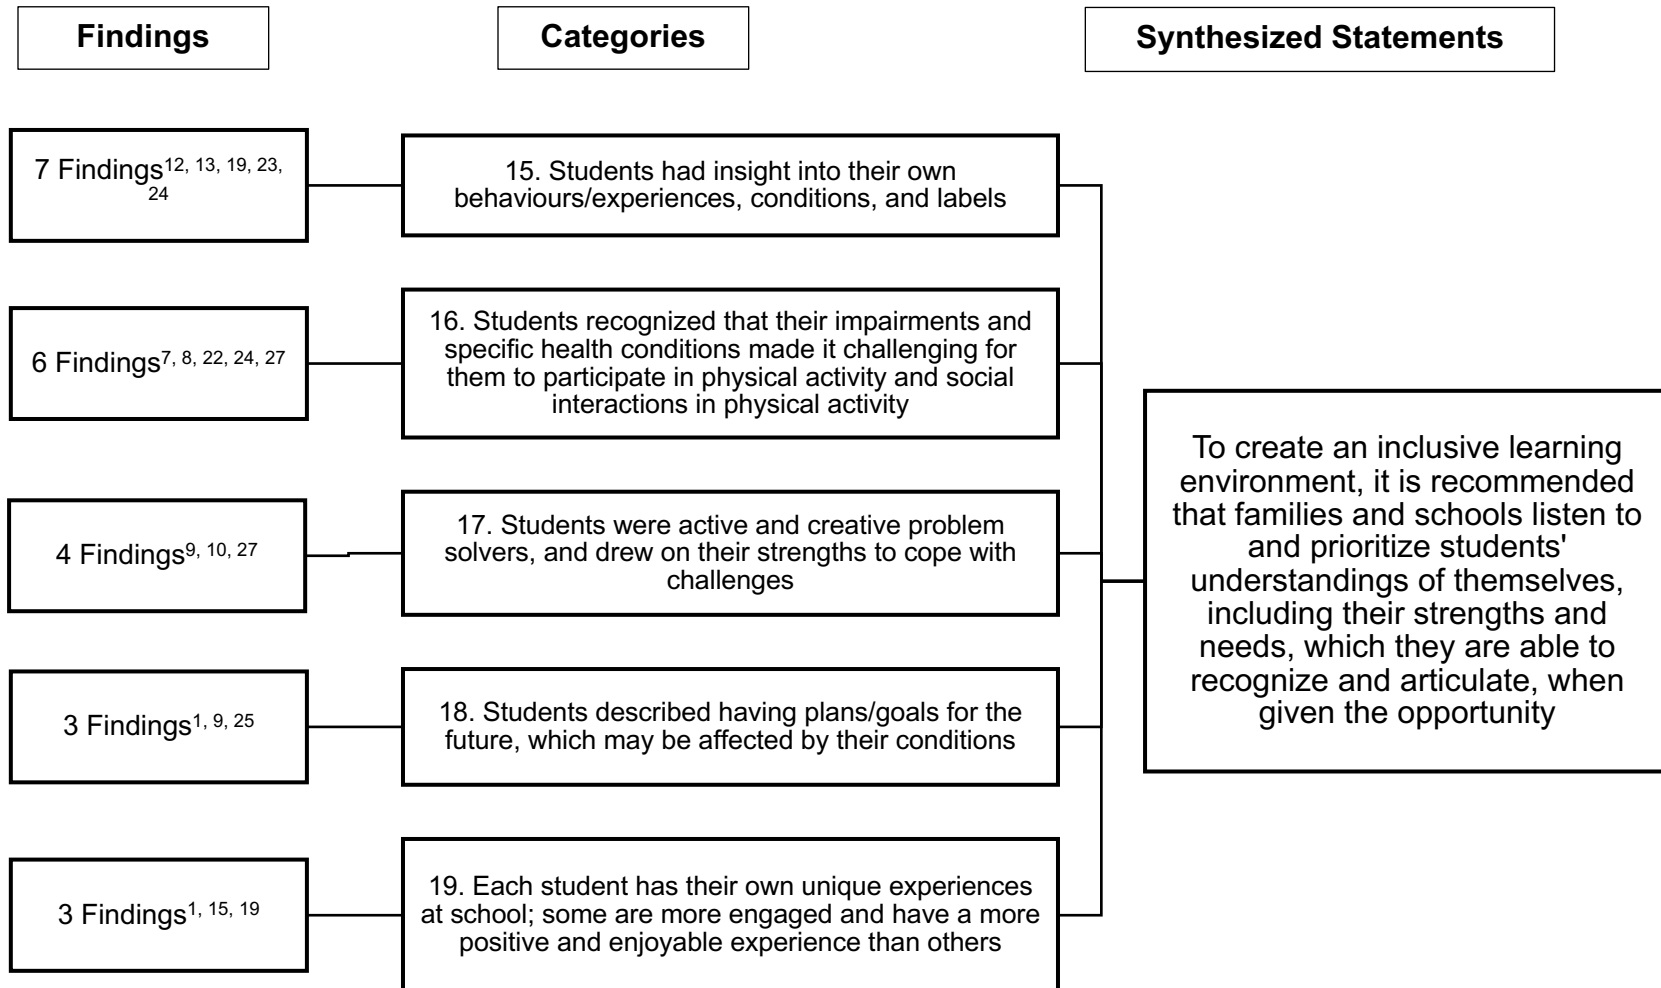 Findings
Categories
Synthesized Statements
7 Findings12, 13, 19, 23,
24
15. Students had insight into their own
behaviours/experiences, conditions, and labels
6 Findings7, 8, 22, 24, 27
16. Students recognized that their impairments and
specific health conditions made it challenging for
them to participate in physical activity and social
interactions in physical activity
4 Findings9, 10, 27
17. Students were active and creative problem
solvers, and drew on their strengths to cope with
challenges
3 Findings1, 9, 25
18. Students described having plans/goals for the
future, which may be affected by their conditions
3 Findings1, 15, 19
19. Each student has their own unique experiences
at school; some are more engaged and have a more
positive and enjoyable experience than others
To create an inclusive learning
environment, it is recommended
that families and schools listen to
and prioritize students'
understandings of themselves,
including their strengths and
needs, which they are able to
recognize and articulate, when
given the opportunity